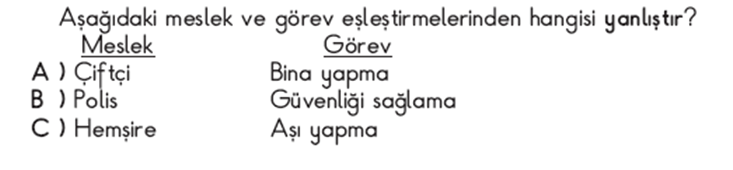 Aşağıdaki meslek ve görev eşleştirmelerinden hangisi yanlıştır?
Meslek Görev
A ) Çiftçi Bina yapma
B ) Polis Güvenliği sağlama
C ) Hemşire Aşı yapma